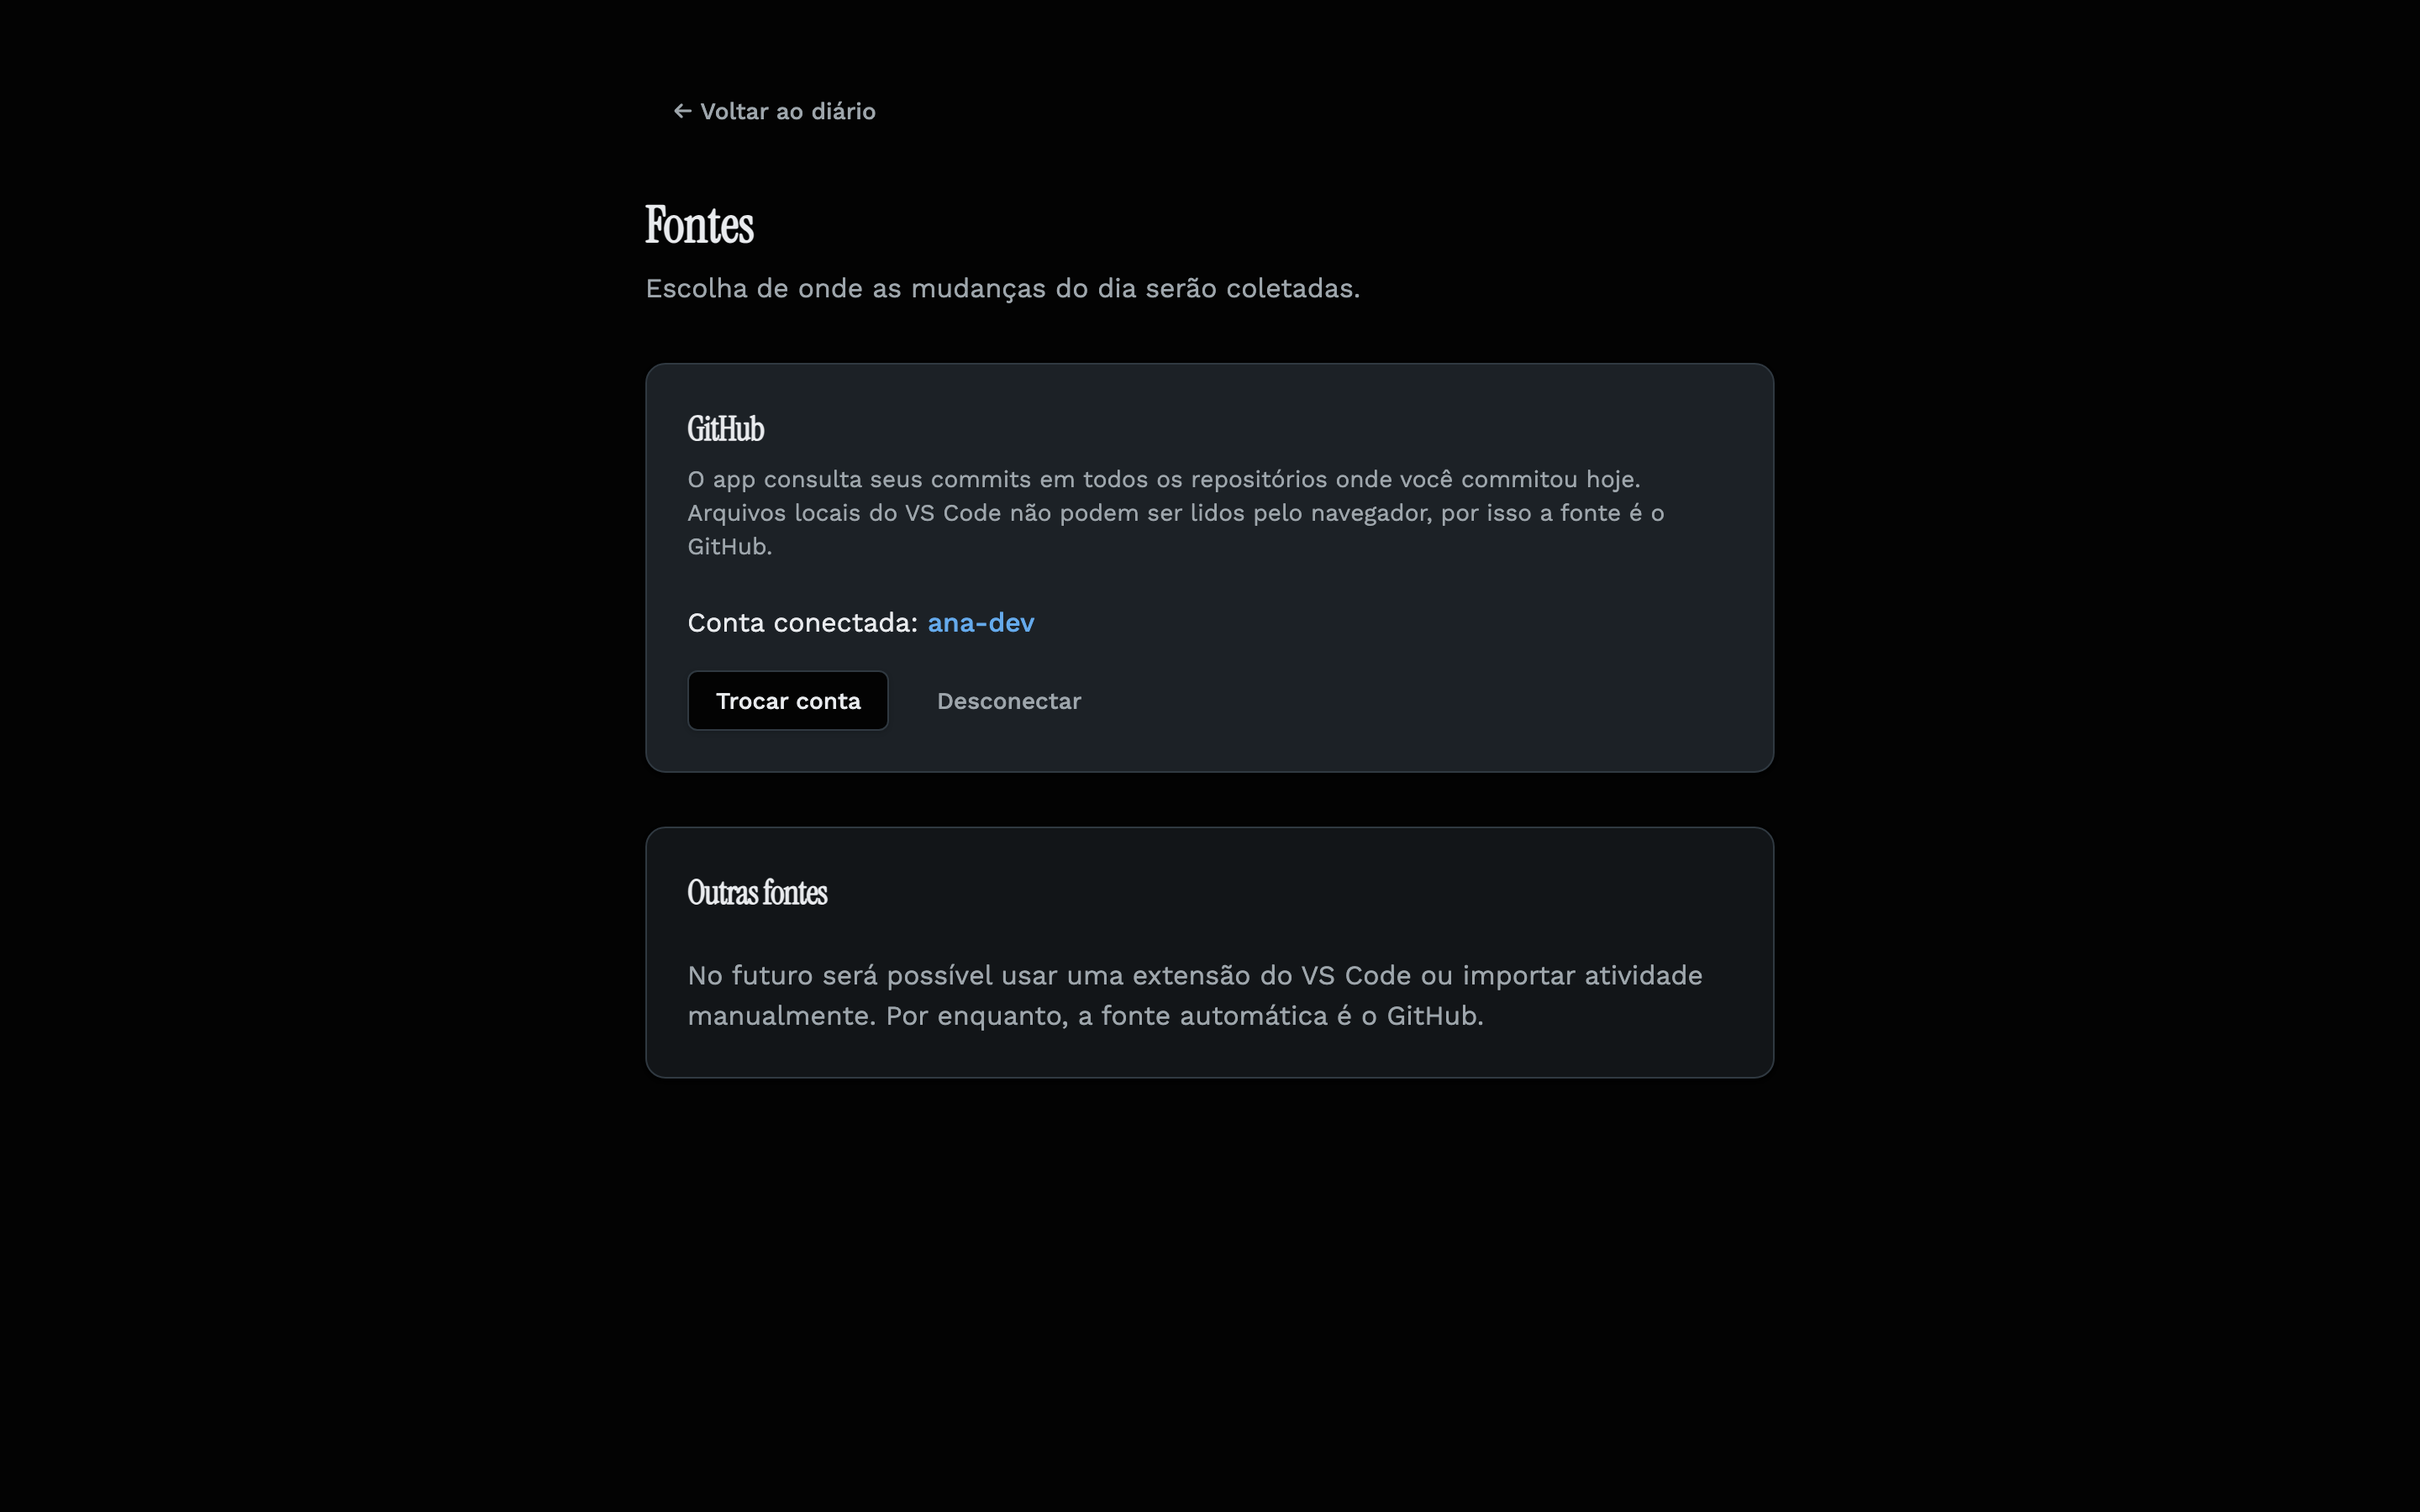 ← Voltar ao diário
Fontes
Escolha de onde as mudanças do dia serão coletadas.
GitHub
O app consulta seus commits em todos os repositórios onde você commitou hoje.
Arquivos locais do VS Code não podem ser lidos pelo navegador, por isso a fonte é o
GitHub.
Conta conectada: ana-dev
Trocar conta
Desconectar
Outras fontes
No futuro será possível usar uma extensão do VS Code ou importar atividade
manualmente. Por enquanto, a fonte automática é o GitHub.